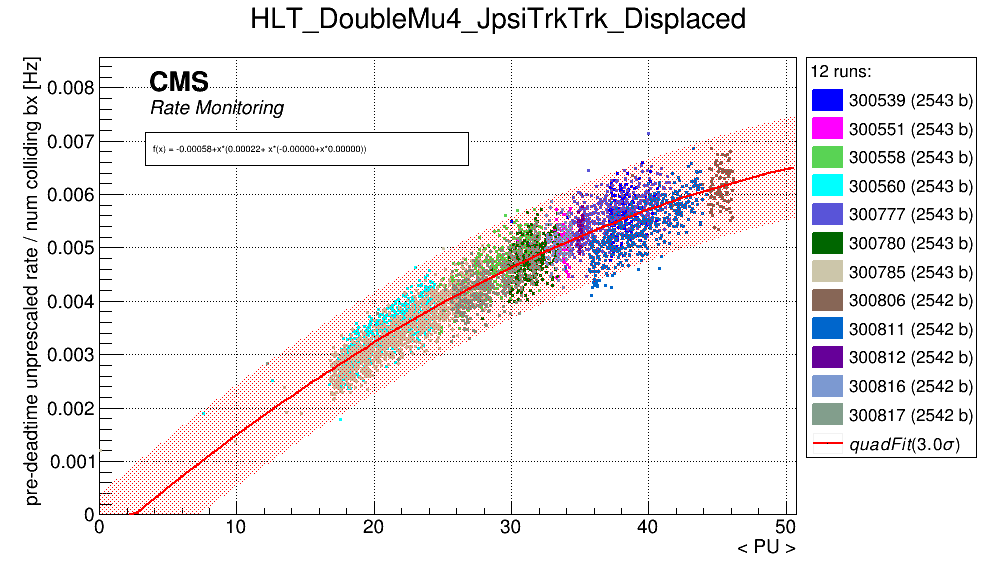 HLT_DoubleMu4_JpsiTrkTrk_Displaced
CMS
Rate Monitoring
f(x) = -0.00058+x*(0.00022+ x*(-0.00000+x*0.00000))
pre-deadtime unprescaled rate / num colliding bx [Hz]
0.008
0.007
0.006
0.005
0.004
0.003
0.002
0.001
0
0 10 20 30 40 50
< PU >
12 runs:
300539 (2543 b)
300551 (2543 b)
300558 (2543 b)
300560 (2543 b)
300777 (2543 b)
300780 (2543 b)
300785 (2543 b)
300806 (2542 b)
300811 (2542 b)
300812 (2542 b)
300816 (2542 b)
300817 (2542 b)
quadFit(3.0σ)